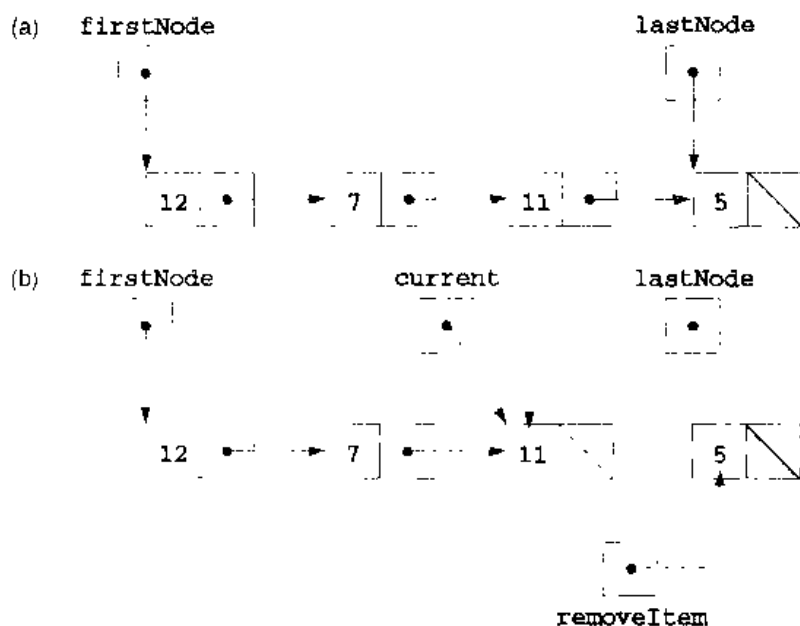 (a) firstNode lastNode
12 7 11 5
(b) firstNode current lastNode
12 7 11 5
removeItem